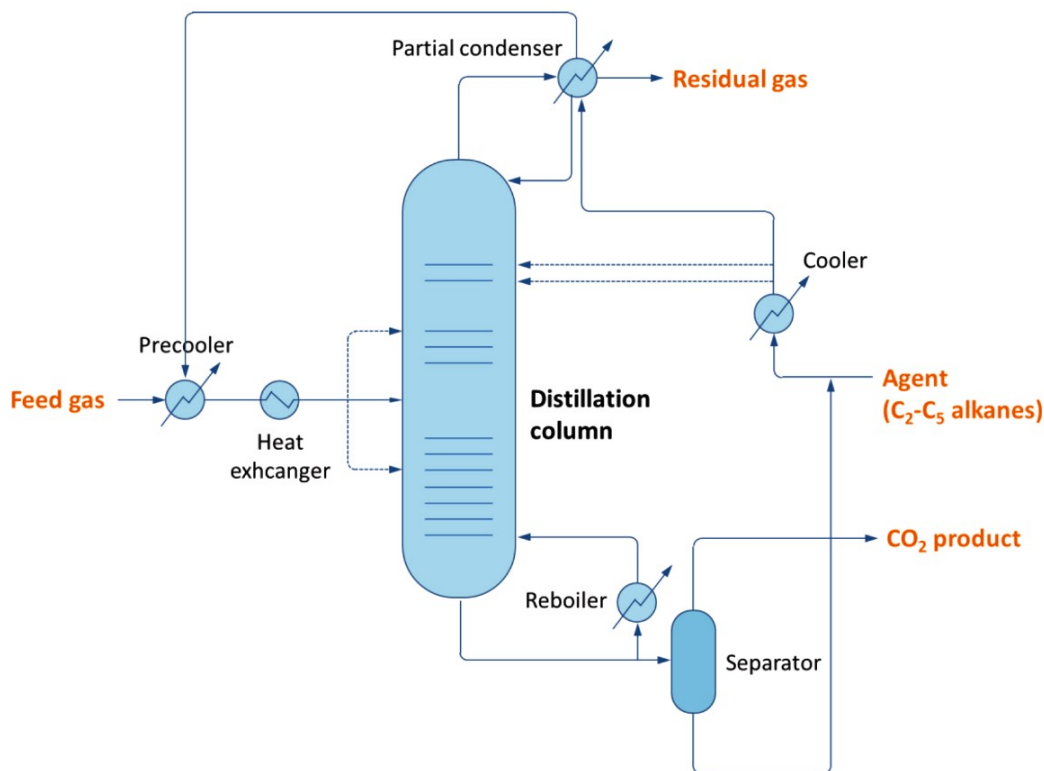 Partial condenser
Residual gas
Cooler
Precooler
Feed gas
Heat
exhcanger
Distillation
column
Agent
(C₂-C₅ alkanes)
CO₂ product
Reboiler
Separator